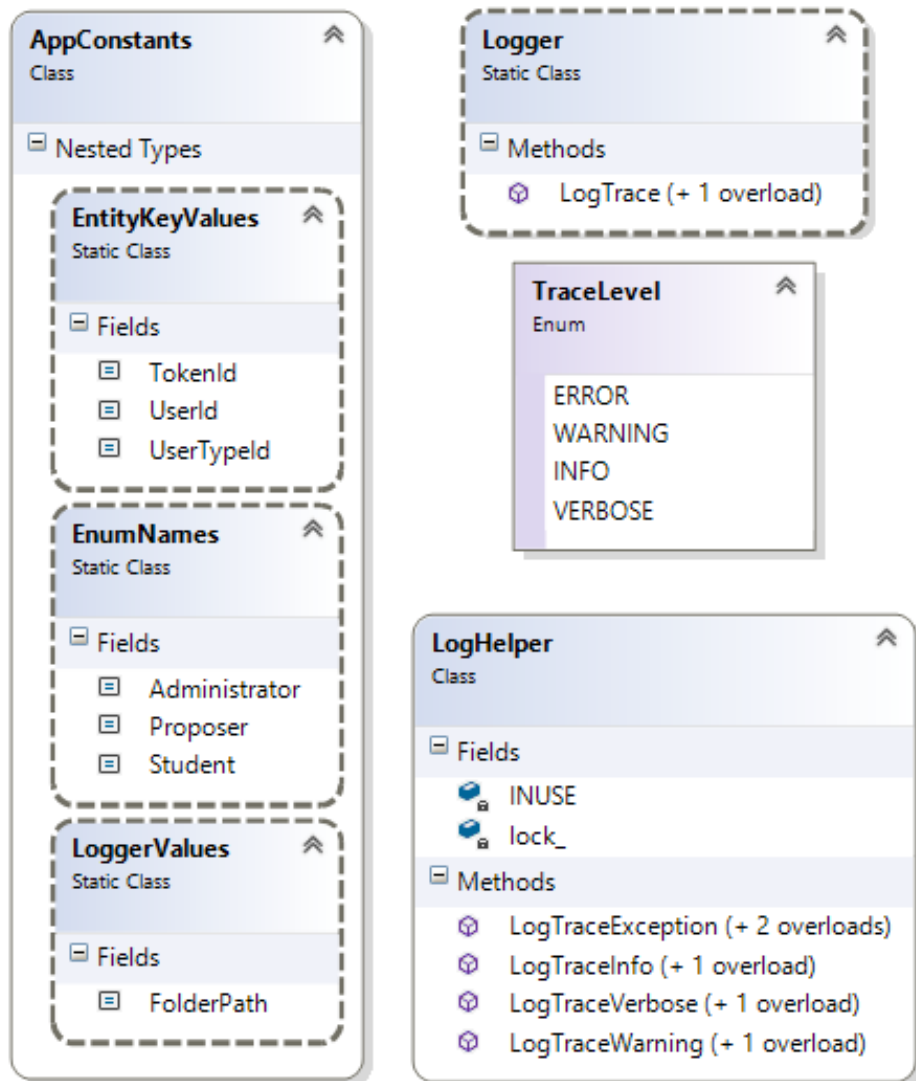 AppConstants
Class
Nested Types
EntityKeyValues
Static Class
Fields
TokenId
UserId
UserTypeId
EnumNames
Static Class
Fields
Administrator
Proposer
Student
LoggerValues
Static Class
Fields
FolderPath
Logger
Static Class
Methods
LogTrace (+ 1 overload)
TraceLevel
Enum
ERROR
WARNING
INFO
VERBOSE
LogHelper
Class
Fields
INUSE
lock_
Methods
LogTraceException (+ 2 overloads)
LogTraceInfo (+ 1 overload)
LogTraceVerbose (+ 1 overload)
LogTraceWarning (+ 1 overload)